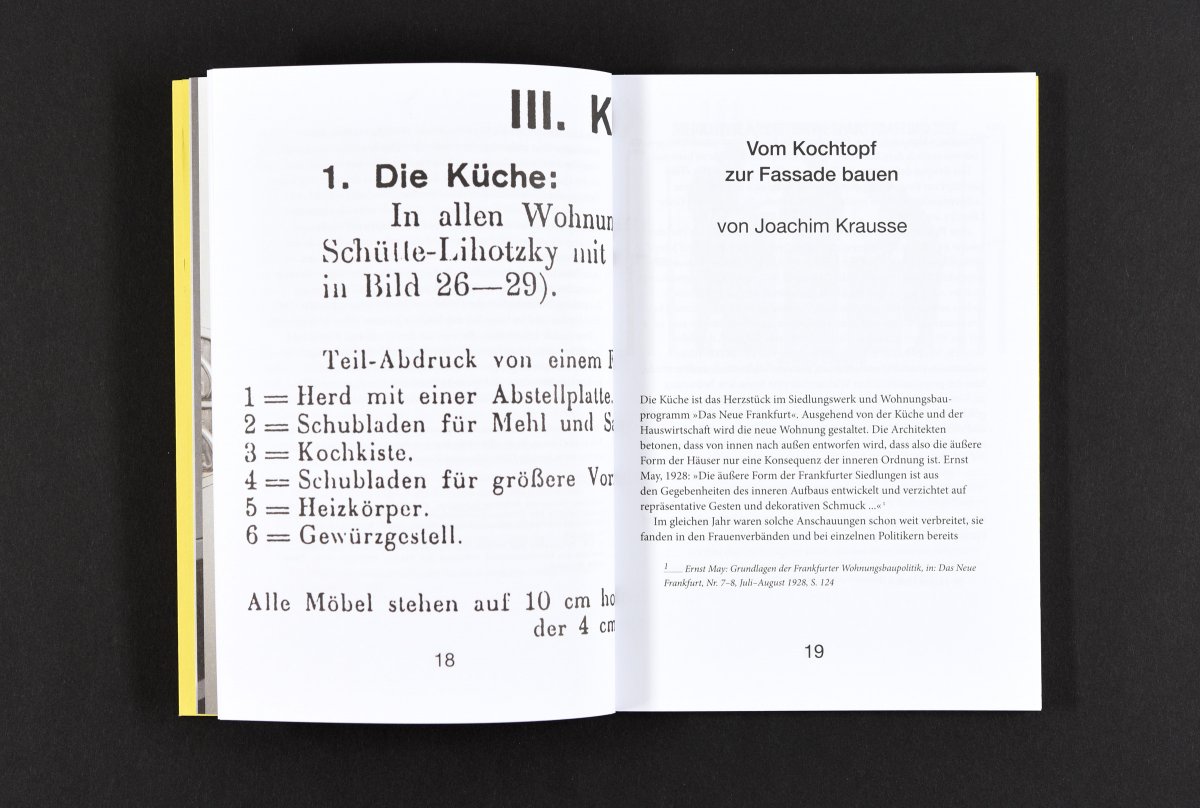 III. K
1. Die Küche:
In allen Wohnun
Schütte-Lihotzky mit
in Bild 26—29).
Teil-Abdruck von einem
1 = Herd mit einer Abstellplatte.
2 = Schubladen für Mehl und Sa
3 = Kochkiste.
4 = Schubladen für größere Vor
5 = Heizkörper.
6 = Gewürzgestell.
Alle Möbel stehen auf 10 cm ho
der 4 cm
18
Vom Kochtopf
zur Fassade bauen
von Joachim Krausse
Die Küche ist das Herzstück im Siedlungswerk und Wohnungsbau-
programm »Das Neue Frankfurt«. Ausgehend von der Küche und der
Hauswirtschaft wird die neue Wohnung gestaltet. Die Architekten
betonen, dass von innen nach außen entworfen wird, dass also die äußere
Form der Häuser nur eine Konsequenz der inneren Ordnung ist. Ernst
May, 1928: »Die äußere Form der Frankfurter Siedlungen ist aus
den Gegebenheiten des inneren Aufbaus entwickelt und verzichtet auf
repräsentative Gesten und dekorativen Schmuck ...«1
Im gleichen Jahr waren solche Anschauungen schon weit verbreitet, sie
fanden in den Frauenverbänden und bei einzelnen Politikern bereits
1 Ernst May: Grundlagen der Frankfurter Wohnungsbaupolitik, in: Das Neue
Frankfurt, Nr. 7–8, Juli–August 1928, S. 124
19